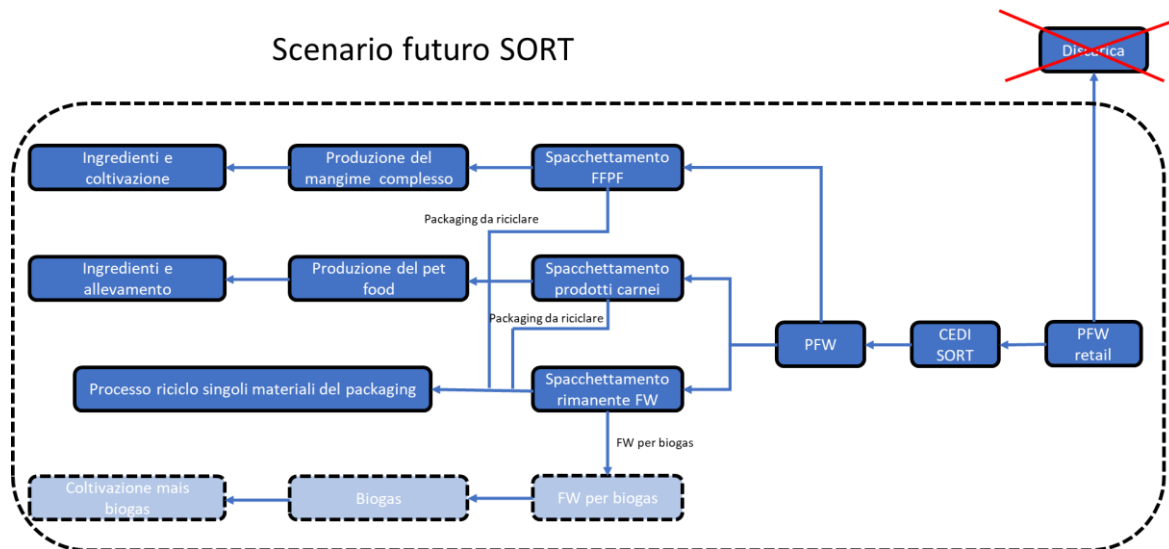 Scenario futuro SORT
Discarica
Ingredienti e
coltivazione
Produzione del
mangime complesso
Spacchettamento
FFPF
Packaging da riciclare
Ingredienti e
allevamento
Produzione del pet
food
Spacchettamento
prodotti carnei
Packaging da riciclare
PFW
CEDI
SORT
PFW
retail
Processo riciclo singoli materiali del packaging
Spacchettamento
rimanente FW
FW per biogas
Coltivazione mais
biogas
Biogas
FW per biogas